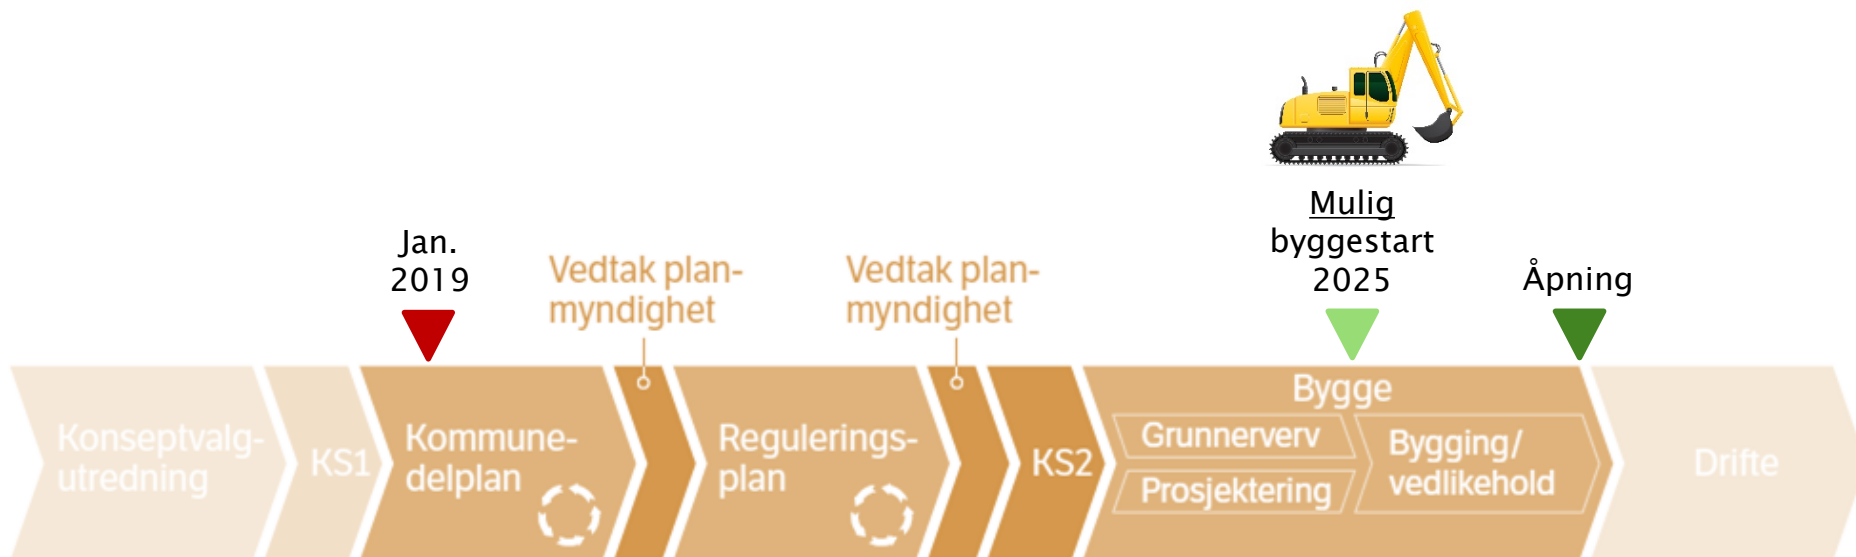 Mulig
byggestart
2025
Jan.
2019
Vedtak plan-
myndighet
Vedtak plan-
myndighet
Åpning
Konseptvalg-
utredning
KS1
Kommune-
delplan
Regulerings-
plan
KS2
Bygge
Grunnerverv
Prosjektering
Bygging/
vedlikehold
Drifte